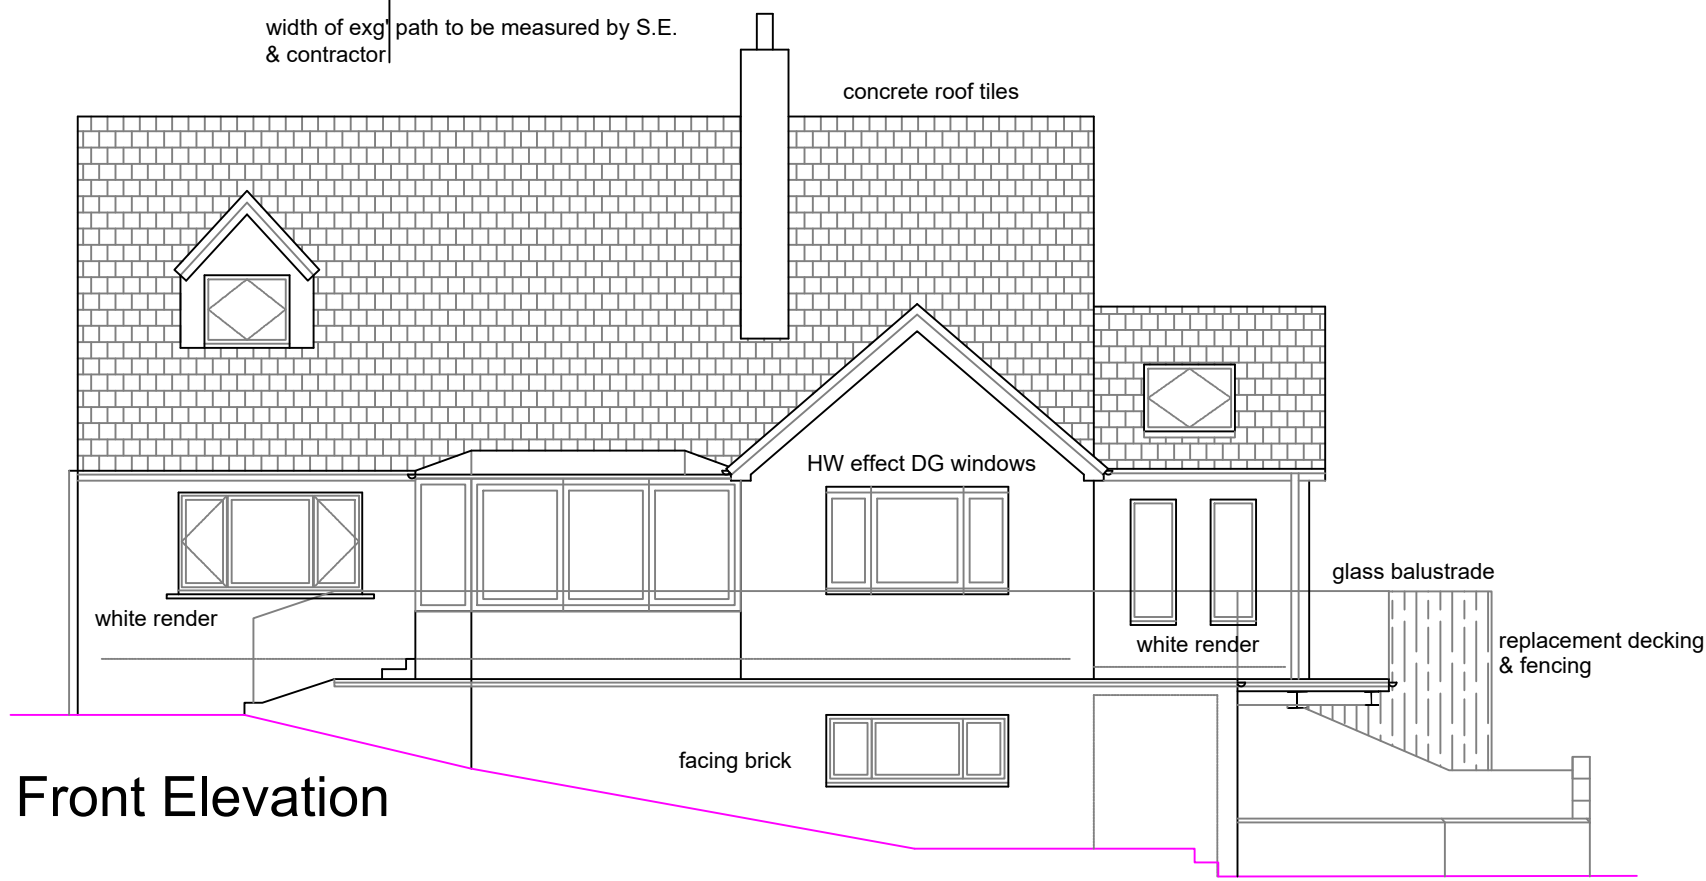 width of exg' path to be measured by S.E.
& contractor
concrete roof tiles
HW effect DG windows
glass balustrade
white render
white render
replacement decking
& fencing
facing brick
Front Elevation